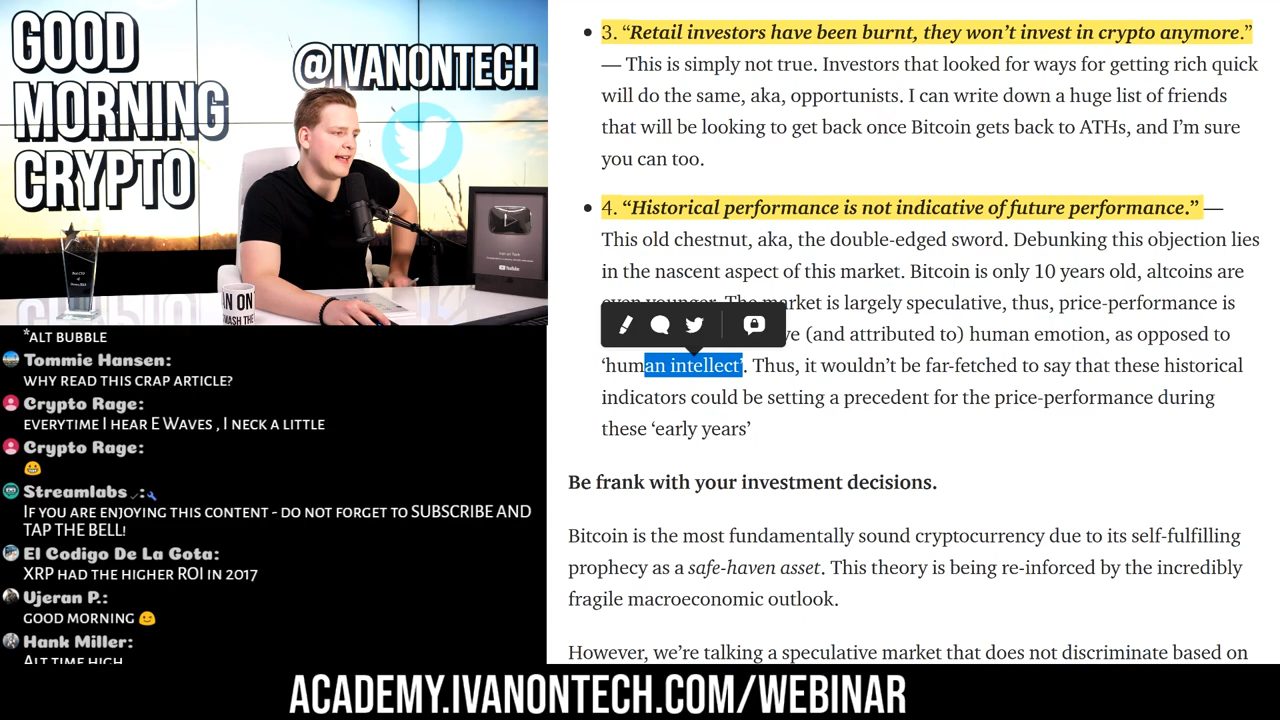 GOOD
MORNING
CRYPTO
@IVANONTECH
AN ON
*ALT BUBBLE
Tommie Hansen:
WHY READ THIS CRAP ARTICLE?
Crypto Rage:
EVERYTIME I HEAR E WAVES , I NECK A LITTLE
Crypto Rage:
😀
Streamlabs :
IF YOU ARE ENJOYING THIS CONTENT - DO NOT FORGET TO SUBSCRIBE AND
TAP THE BELL!
El Codigo De La Gota:
XRP HAD THE HIGHER ROI IN 2017
Ujeran P.:
GOOD MORNING 😉
Hank Miller:
ALT TIME HIGH
3. “Retail investors have been burnt, they won’t invest in crypto anymore.”
— This is simply not true. Investors that looked for ways for getting rich quick
will do the same, aka, opportunists. I can write down a huge list of friends
that will be looking to get back once Bitcoin gets back to ATHs, and I’m sure
you can too.
4. “Historical performance is not indicative of future performance.” —
This old chestnut, aka, the double-edged sword. Debunking this objection lies
in the nascent aspect of this market. Bitcoin is only 10 years old, altcoins are
even younger. The market is largely speculative, thus, price-performance is
ve (and attributed to) human emotion, as opposed to
‘human intellect’. Thus, it wouldn’t be far-fetched to say that these historical
indicators could be setting a precedent for the price-performance during
these ‘early years’
Be frank with your investment decisions.
Bitcoin is the most fundamentally sound cryptocurrency due to its self-fulfilling
prophecy as a safe-haven asset. This theory is being re-inforced by the incredibly
fragile macroeconomic outlook.
However, we’re talking a speculative market that does not discriminate based on
ACADEMY.IVANONTECH.COM/WEBINAR